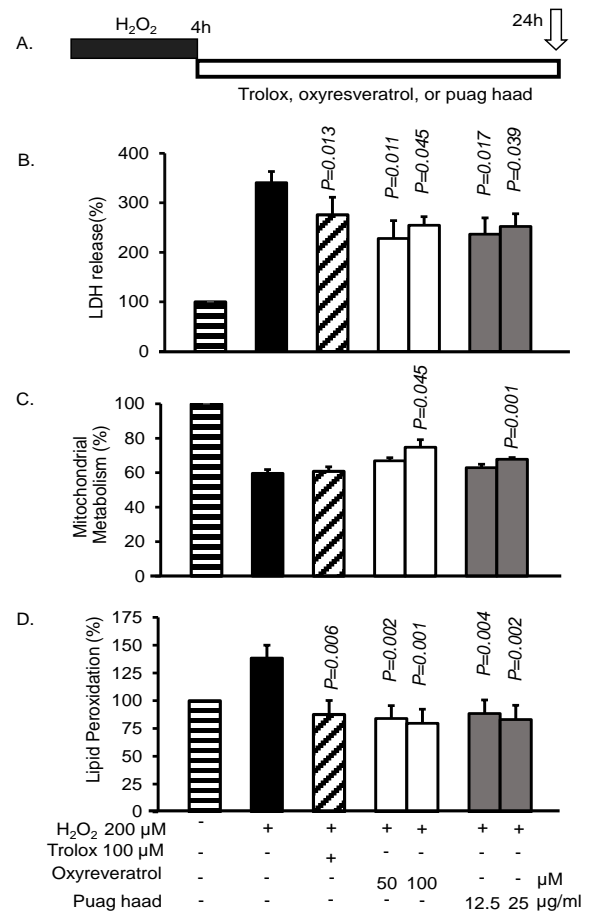 A.
H2O2 4h 24h
Trolox, oxyresveratrol, or puag haad
B.
LDH release(%)
400
300
200
100
0
P=0.013
P=0.011
P=0.045
P=0.017
P=0.039
C.
Mitochondrial
Metabolism (%)
100
80
60
40
20
0
P=0.045
P=0.001
D.
Lipid Peroxidation (%)
175
150
125
100
75
50
25
0
P=0.006
P=0.002
P=0.001
P=0.004
P=0.002
H2O2 200 µM - + + + + + +
Trolox 100 µM - - + - - - -
Oxyreveratrol - - - 50 100 - - µM
Puag haad - - - - - 12.5 25 µg/ml